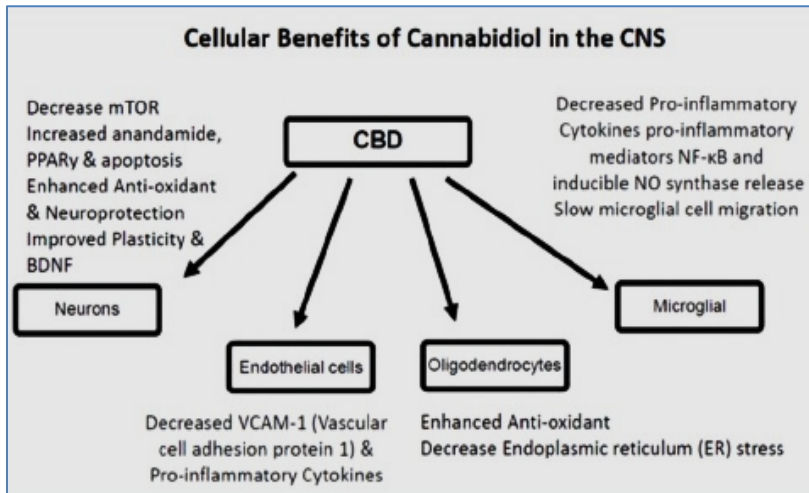 Cellular Benefits of Cannabidiol in the CNS
Decrease mTOR
Increased anandamide,
PPARγ & apoptosis
Enhanced Anti-oxidant
& Neuroprotection
Improved Plasticity &
BDNF
CBD
Decreased Pro-inflammatory
Cytokines pro-inflammatory
mediators NF-κB and
inducible NO synthase release
Slow microglial cell migration
Neurons
Microglial
Endothelial cells
Oligodendrocytes
Decreased VCAM-1 (Vascular
cell adhesion protein 1) &
Pro-inflammatory Cytokines
Enhanced Anti-oxidant
Decrease Endoplasmic reticulum (ER) stress